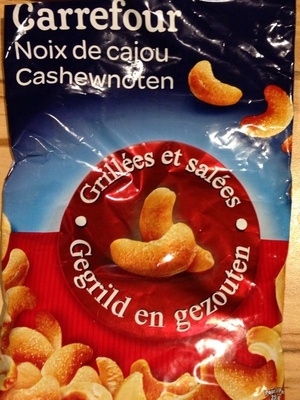 Carrefour
Noix de cajou
Cashewnoten
Grillées et salées
Gegrild en gezouten